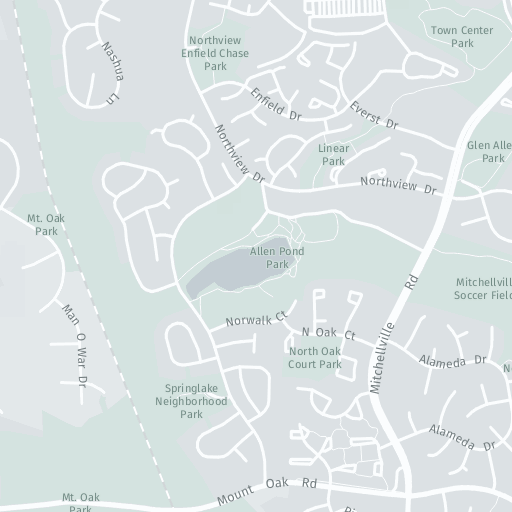 Town Center
Park
Northview
Enfield Chase
Park
Nashua Ln
Enfield Dr
Everst Dr
Northview Dr
Linear
Park
Glen Alle
Park
Northview Dr
Mt. Oak
Park
Allen Pond
Park
Mitchellvill
Soccer Field
Mitchellville Rd
Man O War Dr
Norwalk Ct
N Oak Ct
North Oak
Court Park
Alameda Dr
N
Springlake
Neighborhood
Park
Alameda Dr
Mount Oak Rd
Mt. Oak
Park